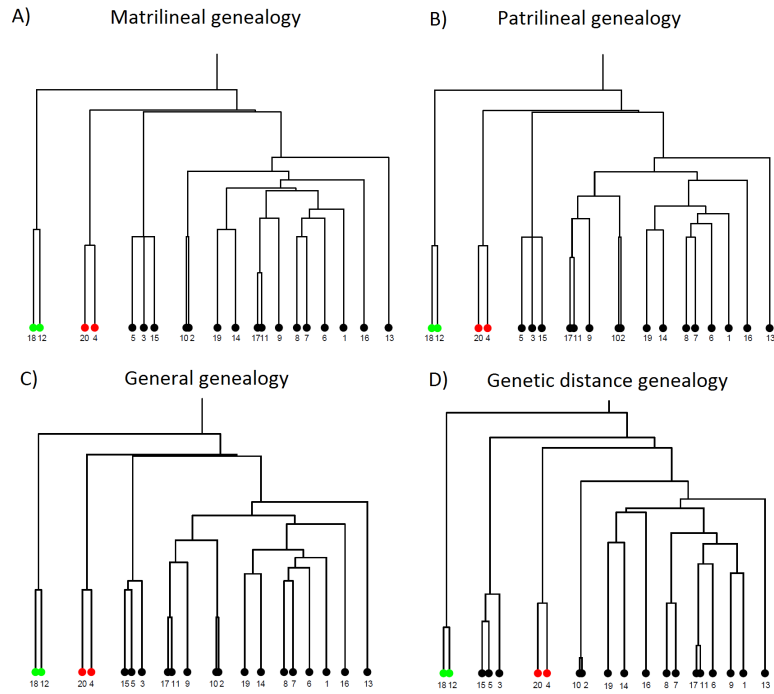 A) Matrilineal genealogy
B) Patrilineal genealogy
18 12 20 4 5 3 15 10 2 19 14 17 11 9 8 7 6 1 16 13
18 12 20 4 5 3 15 17 11 9 10 2 19 14 8 7 6 1 16 13
C) General genealogy
D) Genetic distance genealogy
18 12 20 4 15 5 3 17 11 9 10 2 19 14 8 7 6 1 16 13
18 12 15 5 3 20 4 10 2 19 14 16 8 7 17 11 6 9 1 13